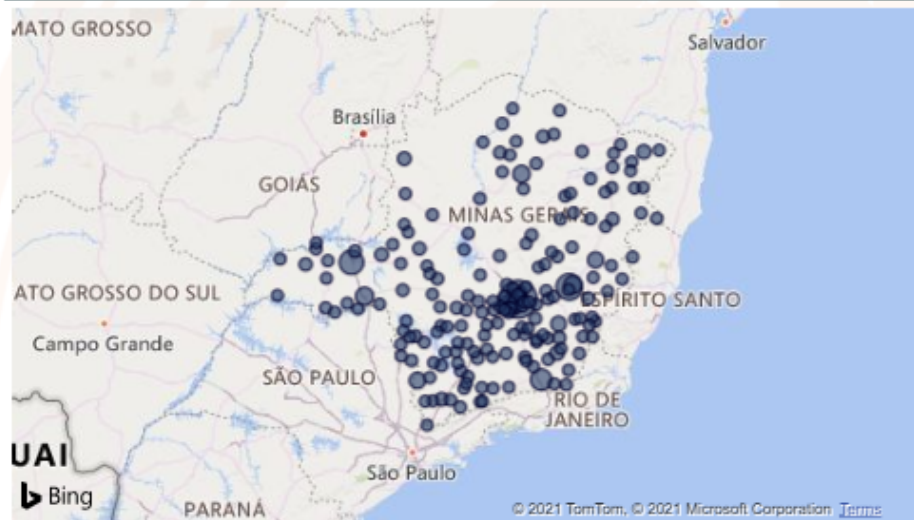 MATO GROSSO
Salvador
Brasília
GOIÁS
MINAS GERAIS
ATO GROSSO DO SUL
ESPÍRITO SANTO
Campo Grande
SÃO PAULO
RIO DE
JANEIRO
UAI
São Paulo
Bing
PARANÁ
© 2021 TomTom, © 2021 Microsoft Corporation Terms